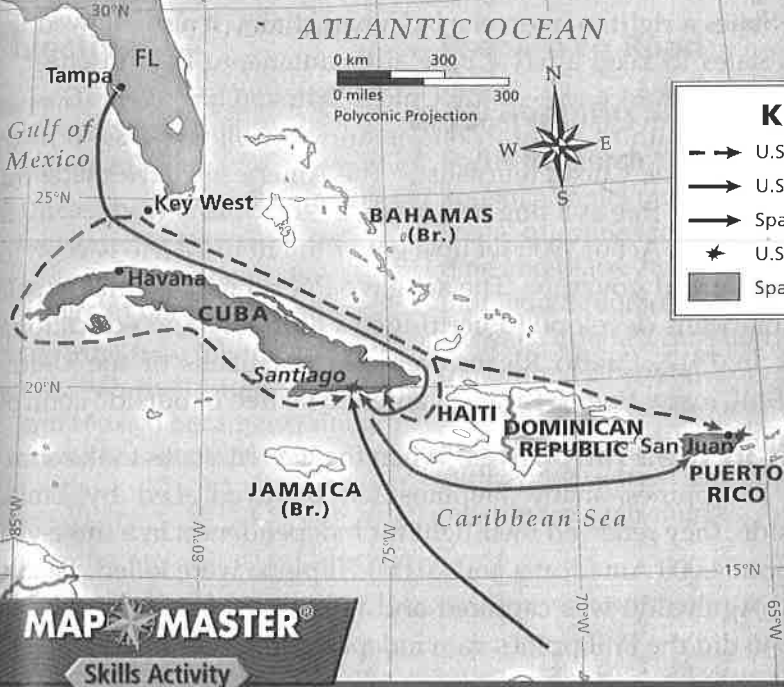 30°N
ATLANTIC OCEAN
FL
Tampa
0 km 300
0 miles 300
Polyconic Projection
N
W E
S
K
U.S
U.S
Spa
U.S
Spa
Gulf of
Mexico
25°N
Key West
BAHAMAS
(Br.)
Havana
CUBA
20°N
Santiago
HAITI
DOMINICAN
REPUBLIC
San Juan
PUERTO
RICO
JAMAICA
(Br.)
Caribbean Sea
85°W
80°W
75°W
15°N
70°W
65°W
MAP MASTER®
Skills Activity